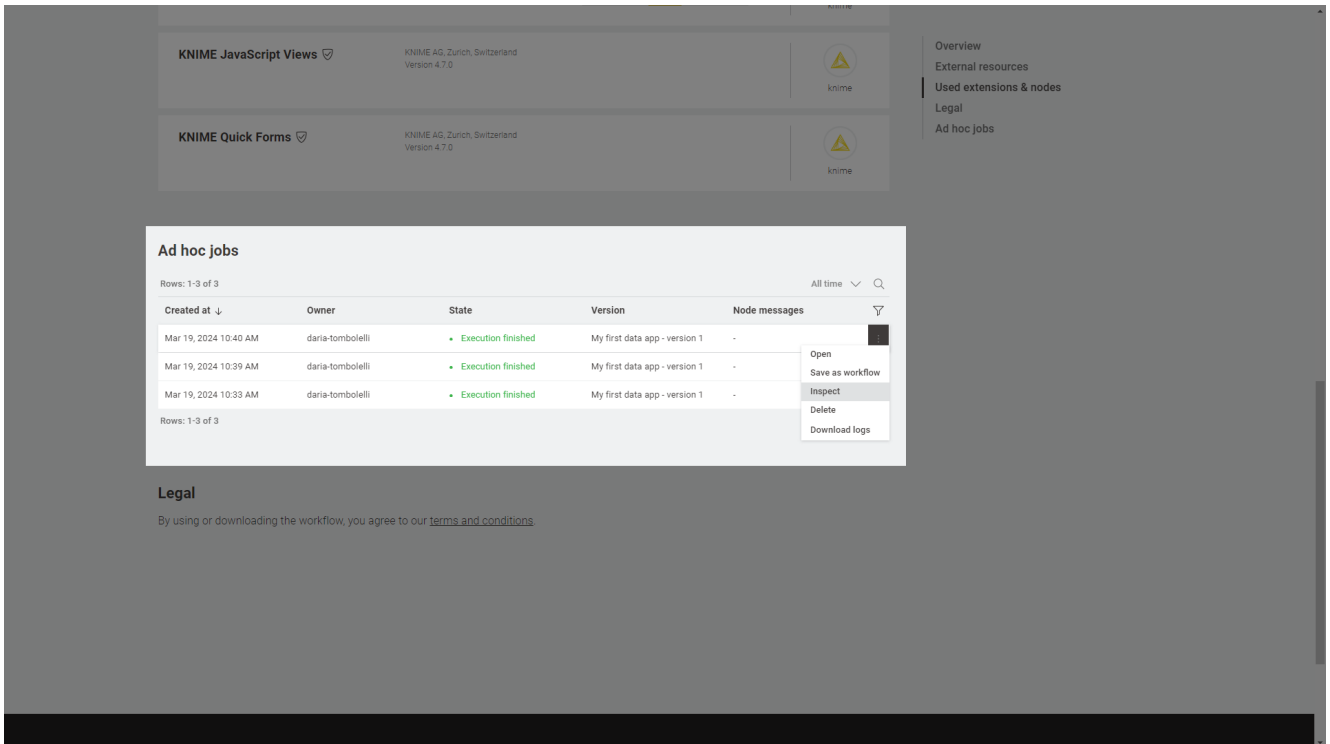 knime
KNIME JavaScript Views
KNIME AG, Zurich, Switzerland
Version 4.7.0
knime
KNIME Quick Forms
KNIME AG, Zurich, Switzerland
Version 4.7.0
knime
Overview
External resources
Used extensions & nodes
Legal
Ad hoc jobs
Ad hoc jobs
Rows: 1-3 of 3 All time
Created at ↓ Owner State Version Node messages
Mar 19, 2024 10:40 AM daria-tombolelli Execution finished My first data app - version 1 -
Mar 19, 2024 10:39 AM daria-tombolelli Execution finished My first data app - version 1 -
Mar 19, 2024 10:33 AM daria-tombolelli Execution finished My first data app - version 1 -
Rows: 1-3 of 3
Open
Save as workflow
Inspect
Delete
Download logs
Legal
By using or downloading the workflow, you agree to our terms and conditions.